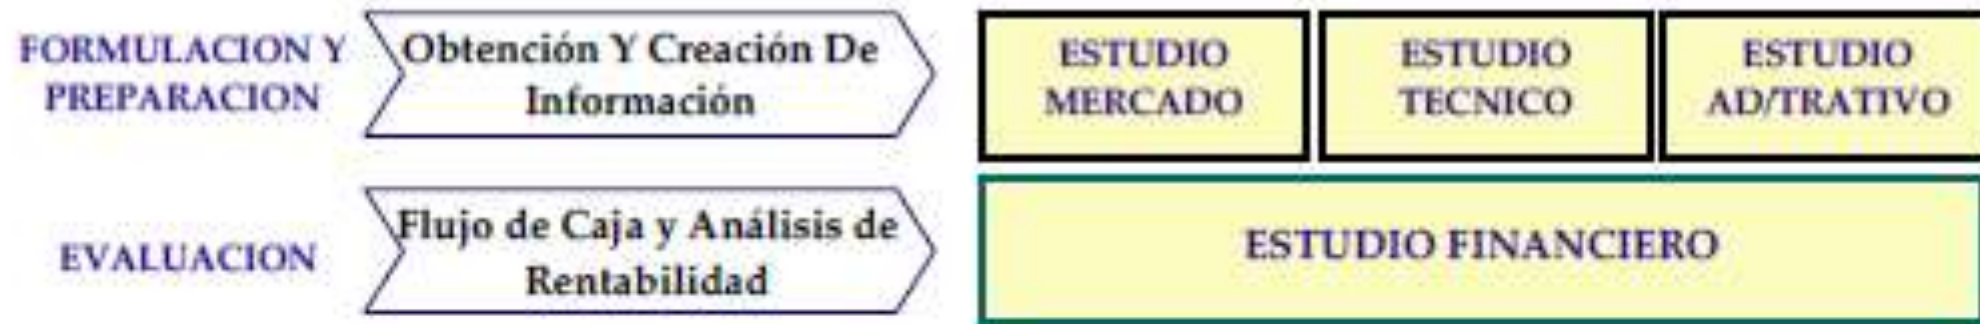 FORMULACION Y
PREPARACION
Obtención Y Creación De
Información
ESTUDIO
MERCADO
ESTUDIO
TECNICO
ESTUDIO
AD/TRATIVO
EVALUACION
Flujo de Caja y Análisis de
Rentabilidad
ESTUDIO FINANCIERO